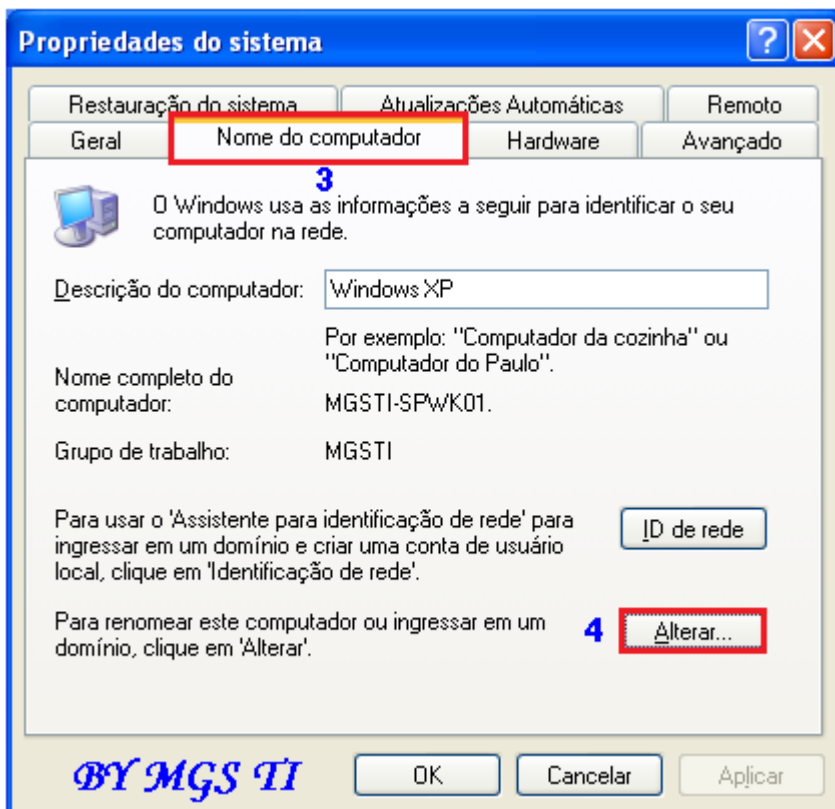 Propriedades do sistema
Restauração do sistema
Atualizações Automáticas
Remoto
Geral
Nome do computador
Hardware
Avançado
3
O Windows usa as informações a seguir para identificar o seu
computador na rede.
Descrição do computador:
Windows XP
Por exemplo: "Computador da cozinha" ou
"Computador do Paulo".
Nome completo do
computador:
MGSTI-SPWK01.
Grupo de trabalho:
MGSTI
Para usar o 'Assistente para identificação de rede' para
ingressar em um domínio e criar uma conta de usuário
local, clique em 'Identificação de rede'.
ID de rede
Para renomear este computador ou ingressar em um
domínio, clique em 'Alterar'.
4
Alterar...
BY MGS TI
OK
Cancelar
Aplicar